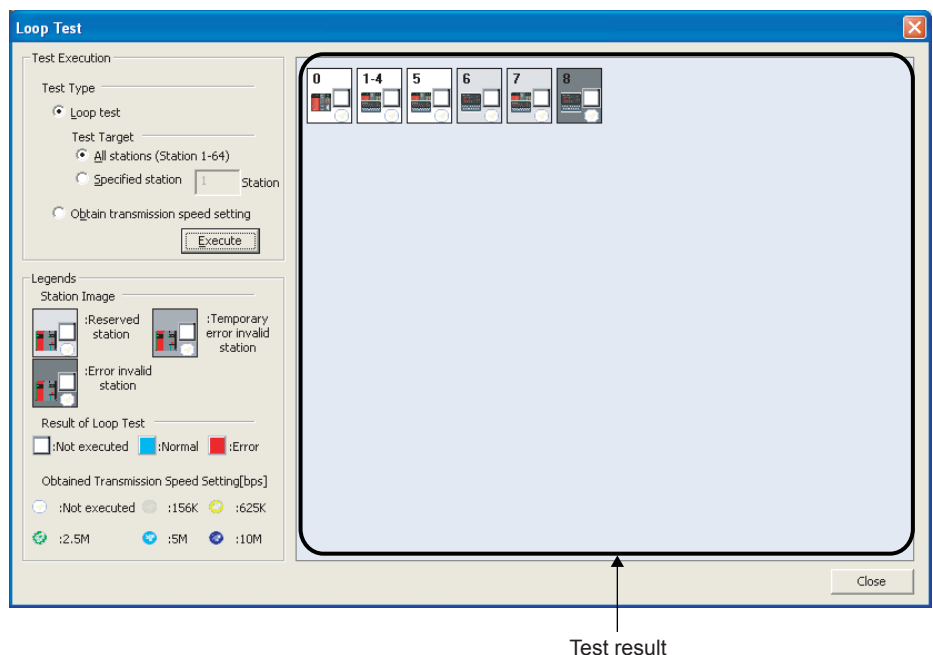 Loop Test
Test Execution
Test Type
Loop test
Test Target
All stations (Station 1-64)
Specified station 1 Station
Obtain transmission speed setting
Execute
Legends
Station Image
:Reserved
station
:Temporary
error invalid
station
:Error invalid
station
Result of Loop Test
:Not executed :Normal :Error
Obtained Transmission Speed Setting[bps]
:Not executed :156K :625K
:2.5M :5M :10M
0 1-4 5 6 7 8
Close
Test result